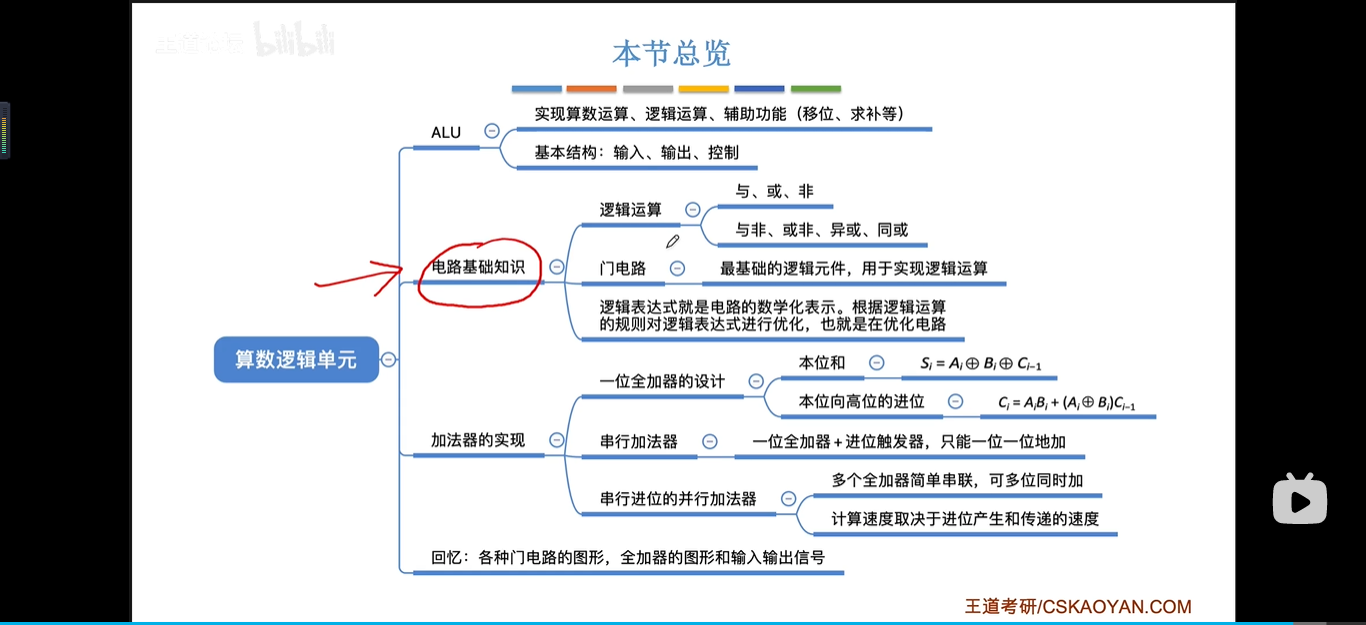 王道论坛 bilibili
本节总览
ALU
实现算数运算、逻辑运算、辅助功能（移位、求补等）
基本结构：输入、输出、控制
电路基础知识
逻辑运算
与、或、非
与非、或非、异或、同或
门电路
最基础的逻辑元件，用于实现逻辑运算
逻辑表达式就是电路的数学化表示。根据逻辑运算
的规则对逻辑表达式进行优化，也就是在优化电路
算数逻辑单元
加法器的实现
一位全加器的设计
本位和
Sᵢ = Aᵢ ⊕ Bᵢ ⊕ Cᵢ₋₁
本位向高位的进位
Cᵢ = AᵢBᵢ + (Aᵢ ⊕ Bᵢ)Cᵢ₋₁
串行加法器
一位全加器 + 进位触发器，只能一位一位地加
串行进位的并行加法器
多个全加器简单串联，可多位同时加
计算速度取决于进位产生和传递的速度
回忆：各种门电路的图形，全加器的图形和输入输出信号
王道考研/CSKAOYAN.COM